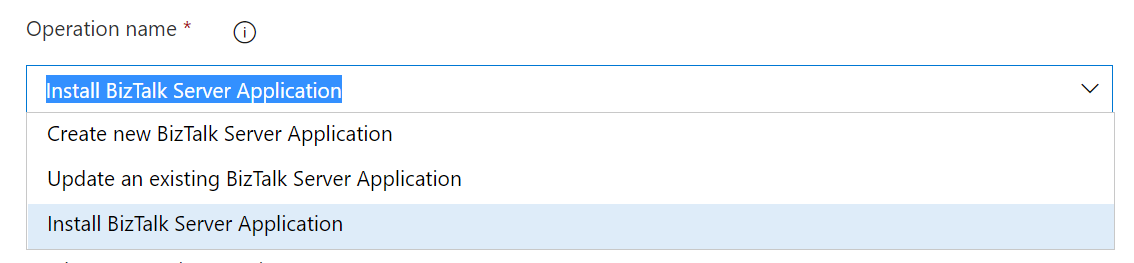 Operation name *
Install BizTalk Server Application
Create new BizTalk Server Application
Update an existing BizTalk Server Application
Install BizTalk Server Application